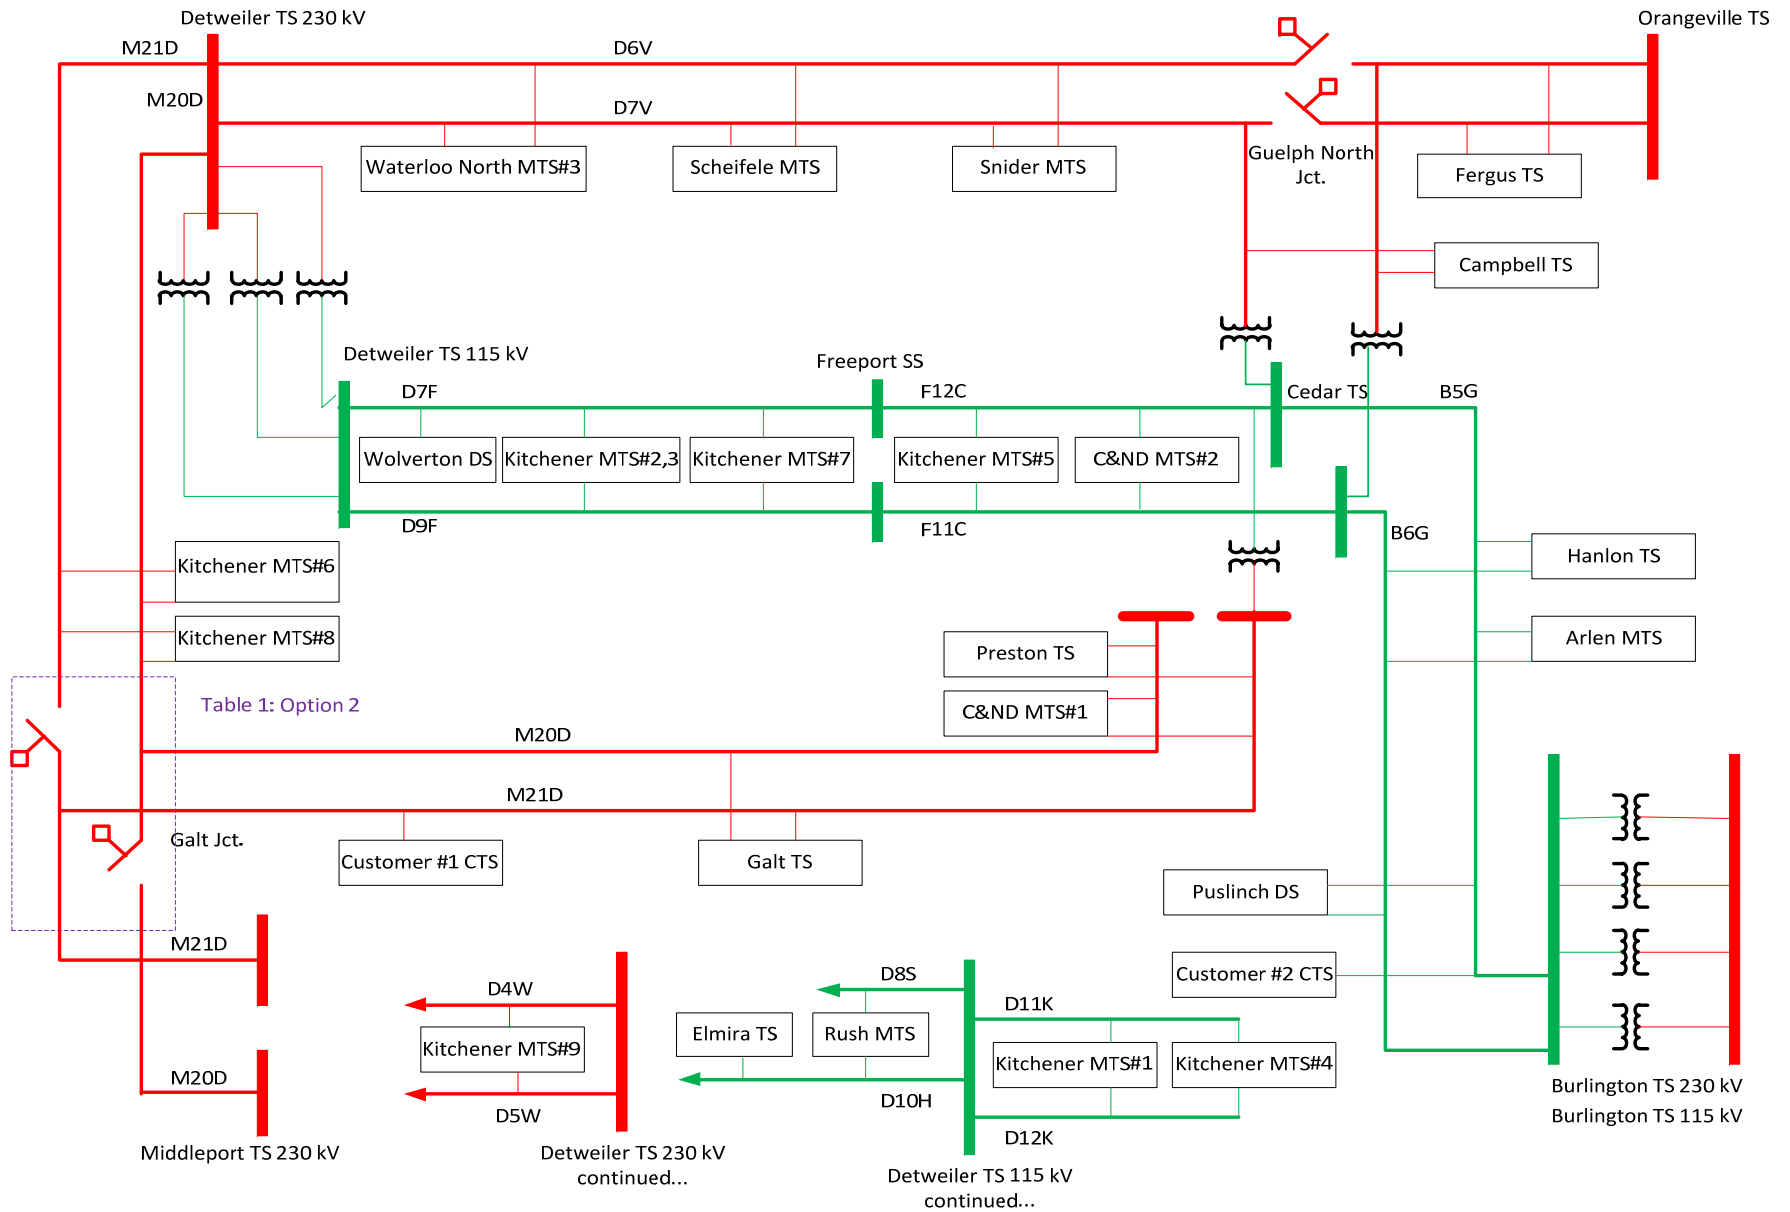 Detweiler TS 230 kV
Orangeville TS
M21D
D6V
M20D
D7V
Waterloo North MTS#3
Scheifele MTS
Snider MTS
Guelph North
Jct.
Fergus TS
Campbell TS
Detweiler TS 115 kV
Freeport SS
D7F
F12C
Cedar TS
B5G
Wolverton DS
Kitchener MTS#2,3
Kitchener MTS#7
Kitchener MTS#5
C&ND MTS#2
D9F
F11C
B6G
Kitchener MTS#6
Hanlon TS
Kitchener MTS#8
Arlen MTS
Preston TS
Table 1: Option 2
C&ND MTS#1
M20D
M21D
Galt Jct.
Customer #1 CTS
Galt TS
Puslinch DS
M21D
D4W
D8S
Customer #2 CTS
D11K
Elmira TS
Rush MTS
Kitchener MTS#9
Kitchener MTS#1
Kitchener MTS#4
M20D
D5W
D10H
D12K
Burlington TS 230 kV
Burlington TS 115 kV
Middleport TS 230 kV
Detweiler TS 230 kV
continued...
Detweiler TS 115 kV
continued...